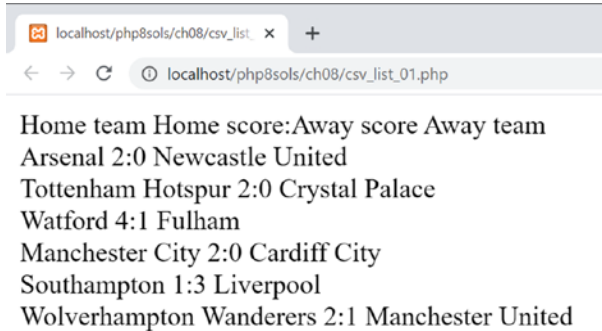 localhost/php8sols/ch08/csv_list_
localhost/php8sols/ch08/csv_list_01.php
Home team Home score:Away score Away team
Arsenal 2:0 Newcastle United
Tottenham Hotspur 2:0 Crystal Palace
Watford 4:1 Fulham
Manchester City 2:0 Cardiff City
Southampton 1:3 Liverpool
Wolverhampton Wanderers 2:1 Manchester United